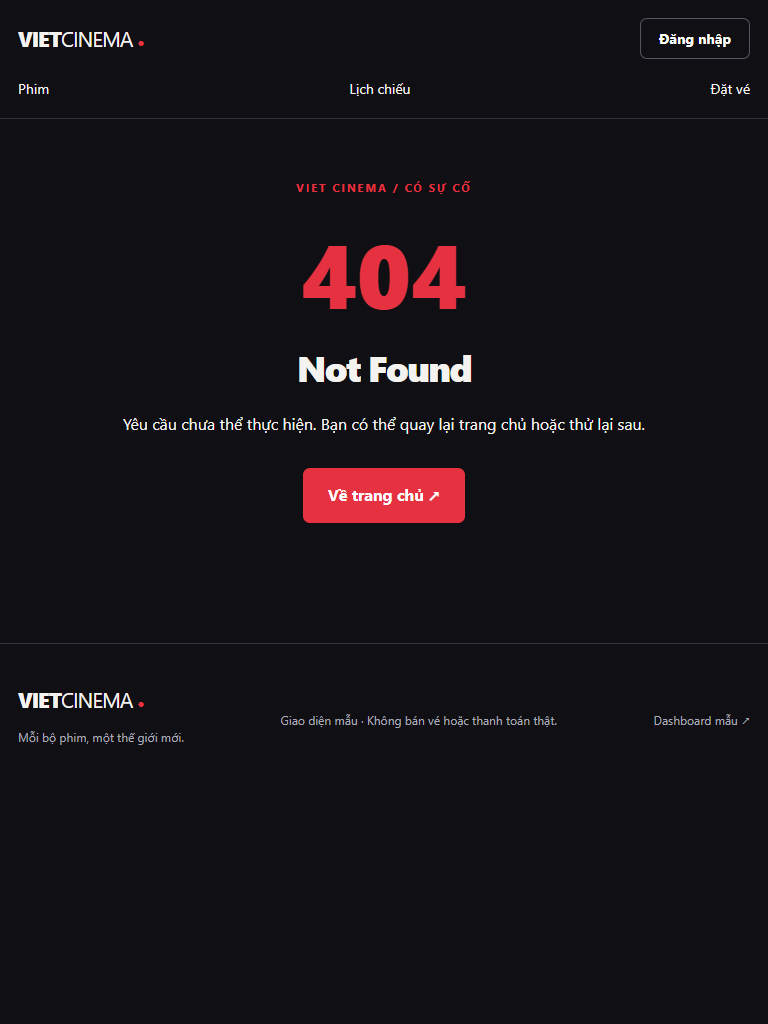 VIETCINEMA
Đăng nhập
Phim
Lịch chiếu
Đặt vé
VIET CINEMA / CÓ SỰ CỐ
404
Not Found
Yêu cầu chưa thể thực hiện. Bạn có thể quay lại trang chủ hoặc thử lại sau.
Về trang chủ ↗
VIETCINEMA
Mỗi bộ phim, một thế giới mới.
Giao diện mẫu · Không bán vé hoặc thanh toán thật.
Dashboard mẫu ↗